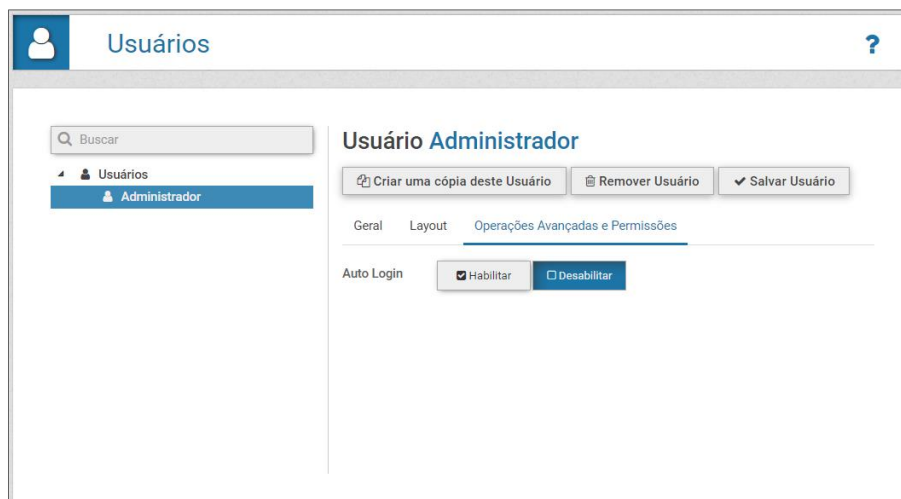 Usuários
?
Buscar
Usuários
Administrador
Usuário Administrador
Criar uma cópia deste Usuário
Remover Usuário
Salvar Usuário
Geral
Layout
Operações Avançadas e Permissões
Auto Login
Habilitar
Desabilitar